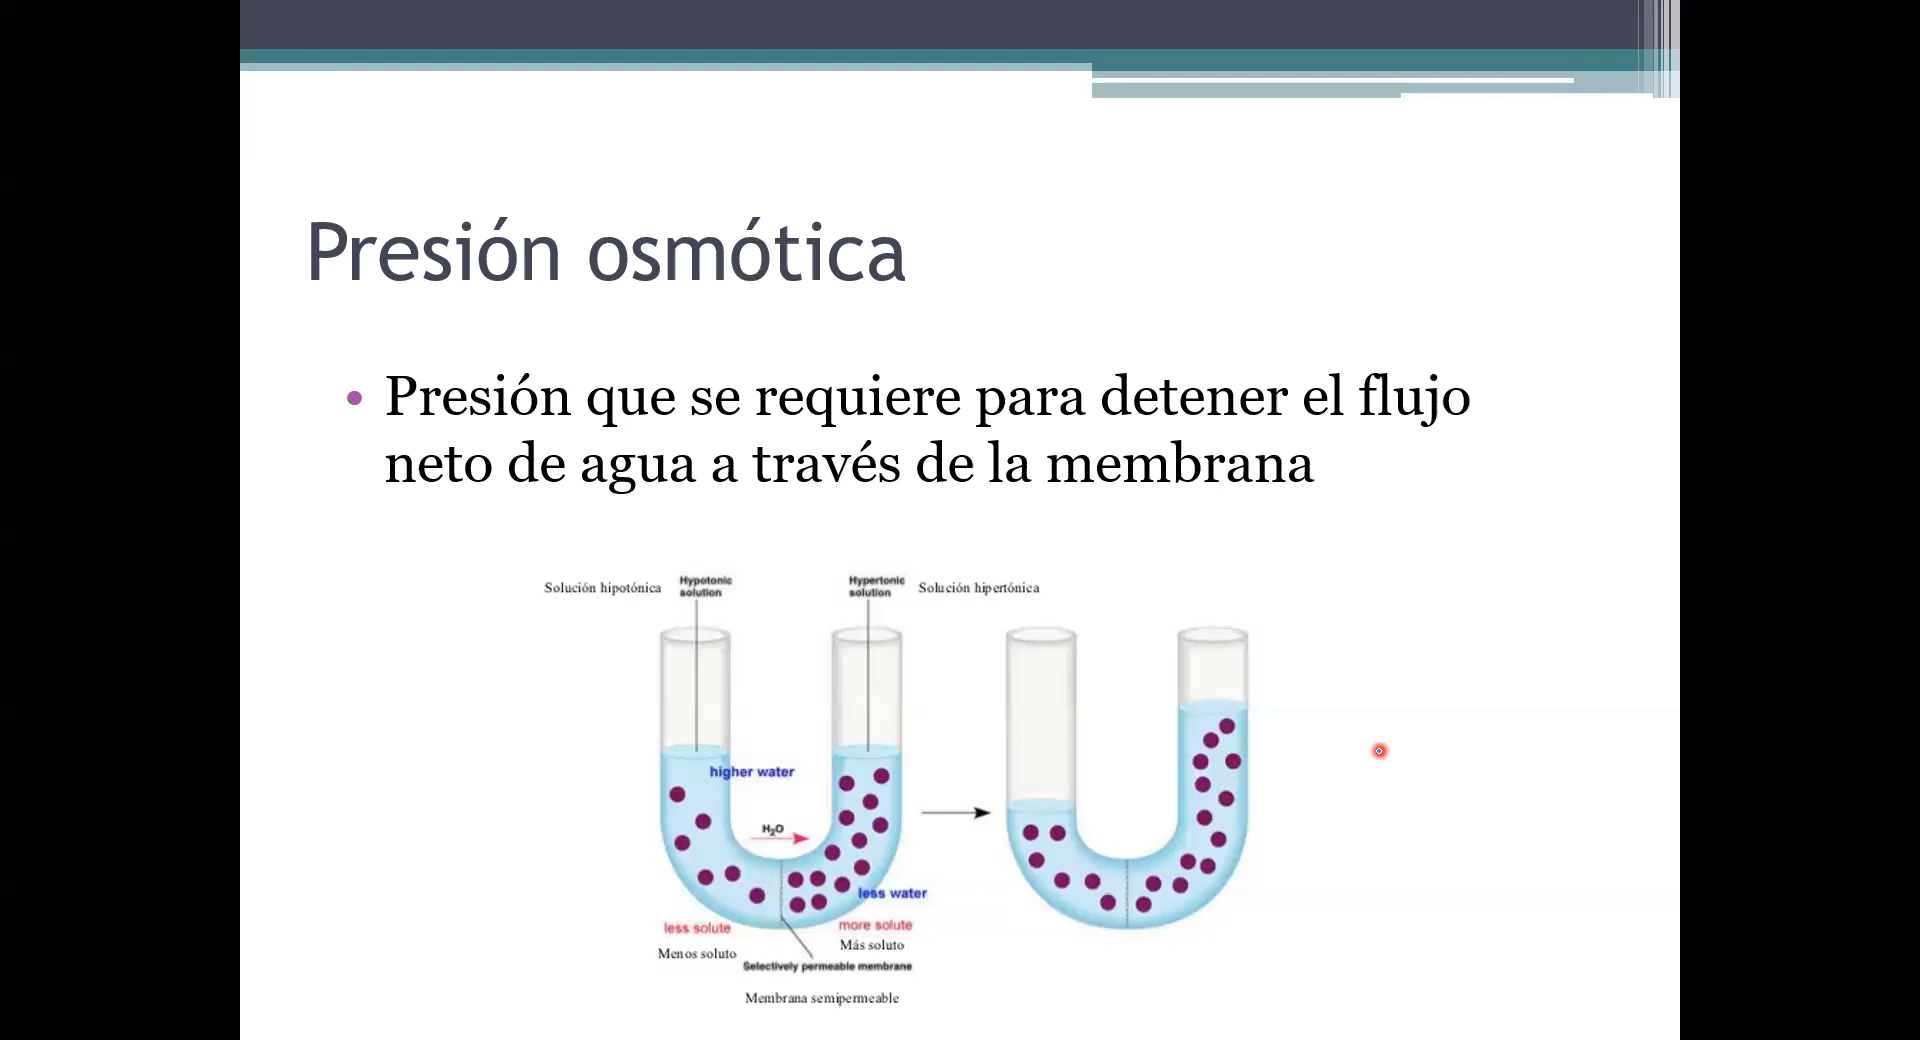 Presión osmótica
• Presión que se requiere para detener el flujo
neto de agua a través de la membrana
Solución hipotónica
Hypotonic
solution
Hypertonic
solution
Solución hipertónica
higher water
H₂O
less water
less solute
more solute
Menos soluto
Más soluto
Selectively permeable membrane
Membrana semipermeable